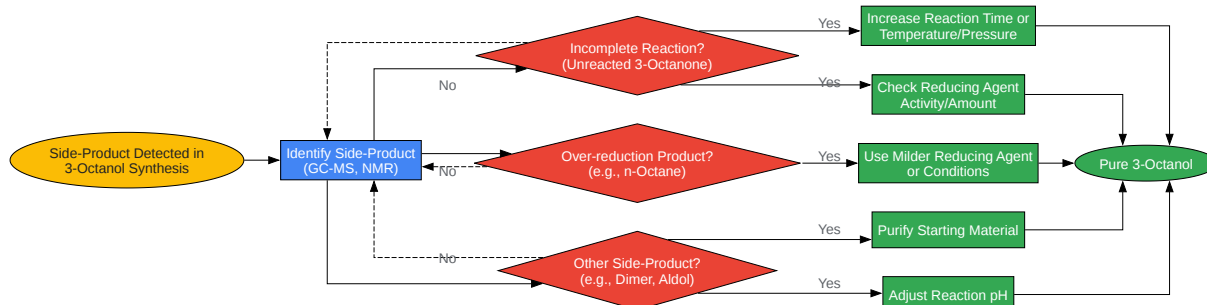 Side-Product Detected in
3-Octanol Synthesis
Identify Side-Product
(GC-MS, NMR)
Incomplete Reaction?
(Unreacted 3-Octanone)
No
Yes
Increase Reaction Time or
Temperature/Pressure
Yes
Check Reducing Agent
Activity/Amount
Over-reduction Product?
(e.g., n-Octane)
No
Yes
Use Milder Reducing Agent
or Conditions
Other Side-Product?
(e.g., Dimer, Aldol)
No
Yes
Purify Starting Material
Yes
Adjust Reaction pH
Pure 3-Octanol